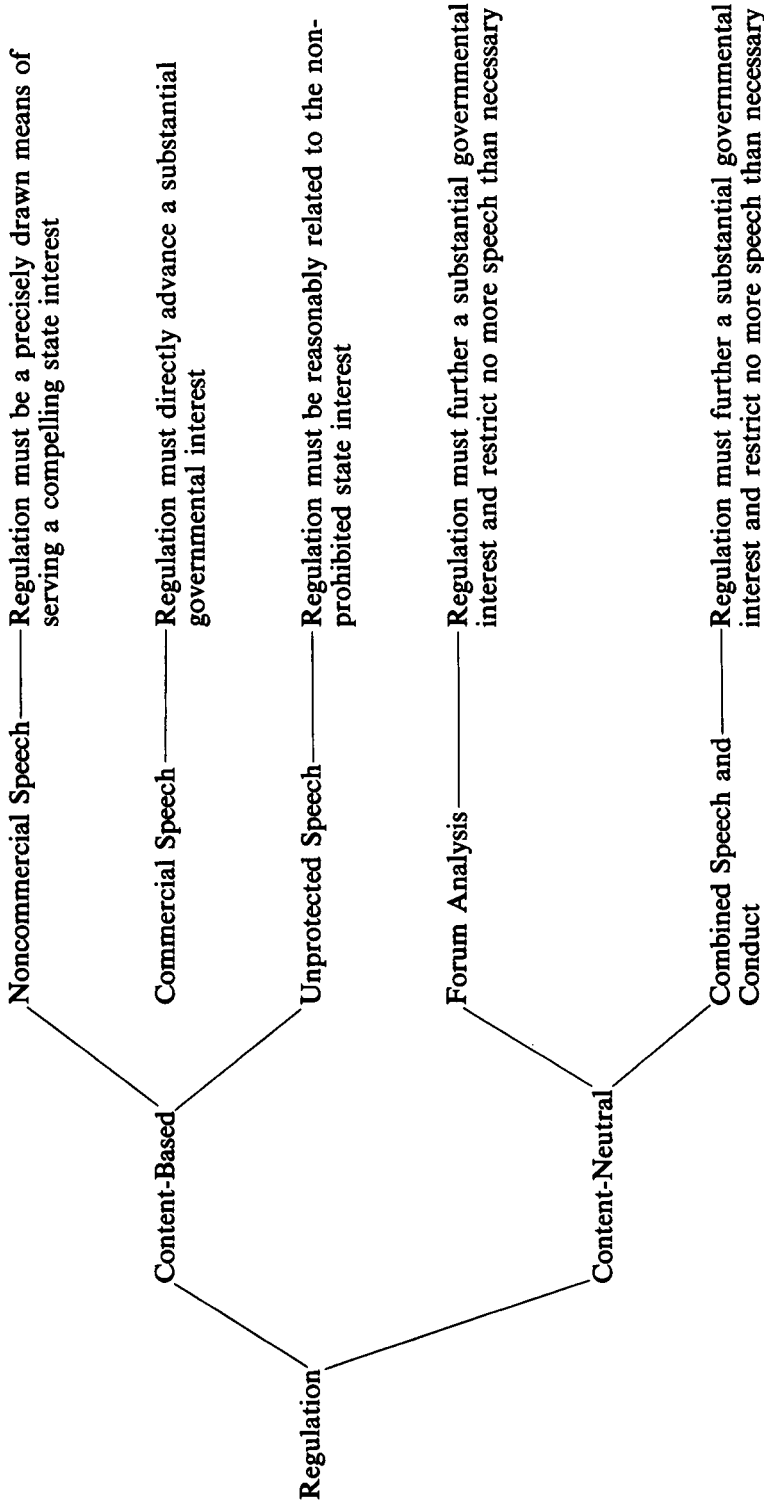 Regulation
Content-Based
Noncommercial Speech
Regulation must be a precisely drawn means of
serving a compelling state interest
Commercial Speech
Regulation must directly advance a substantial
governmental interest
Unprotected Speech
Regulation must be reasonably related to the non-
prohibited state interest
Content-Neutral
Forum Analysis
Regulation must further a substantial governmental
interest and restrict no more speech than necessary
Combined Speech and
Conduct
Regulation must further a substantial governmental
interest and restrict no more speech than necessary